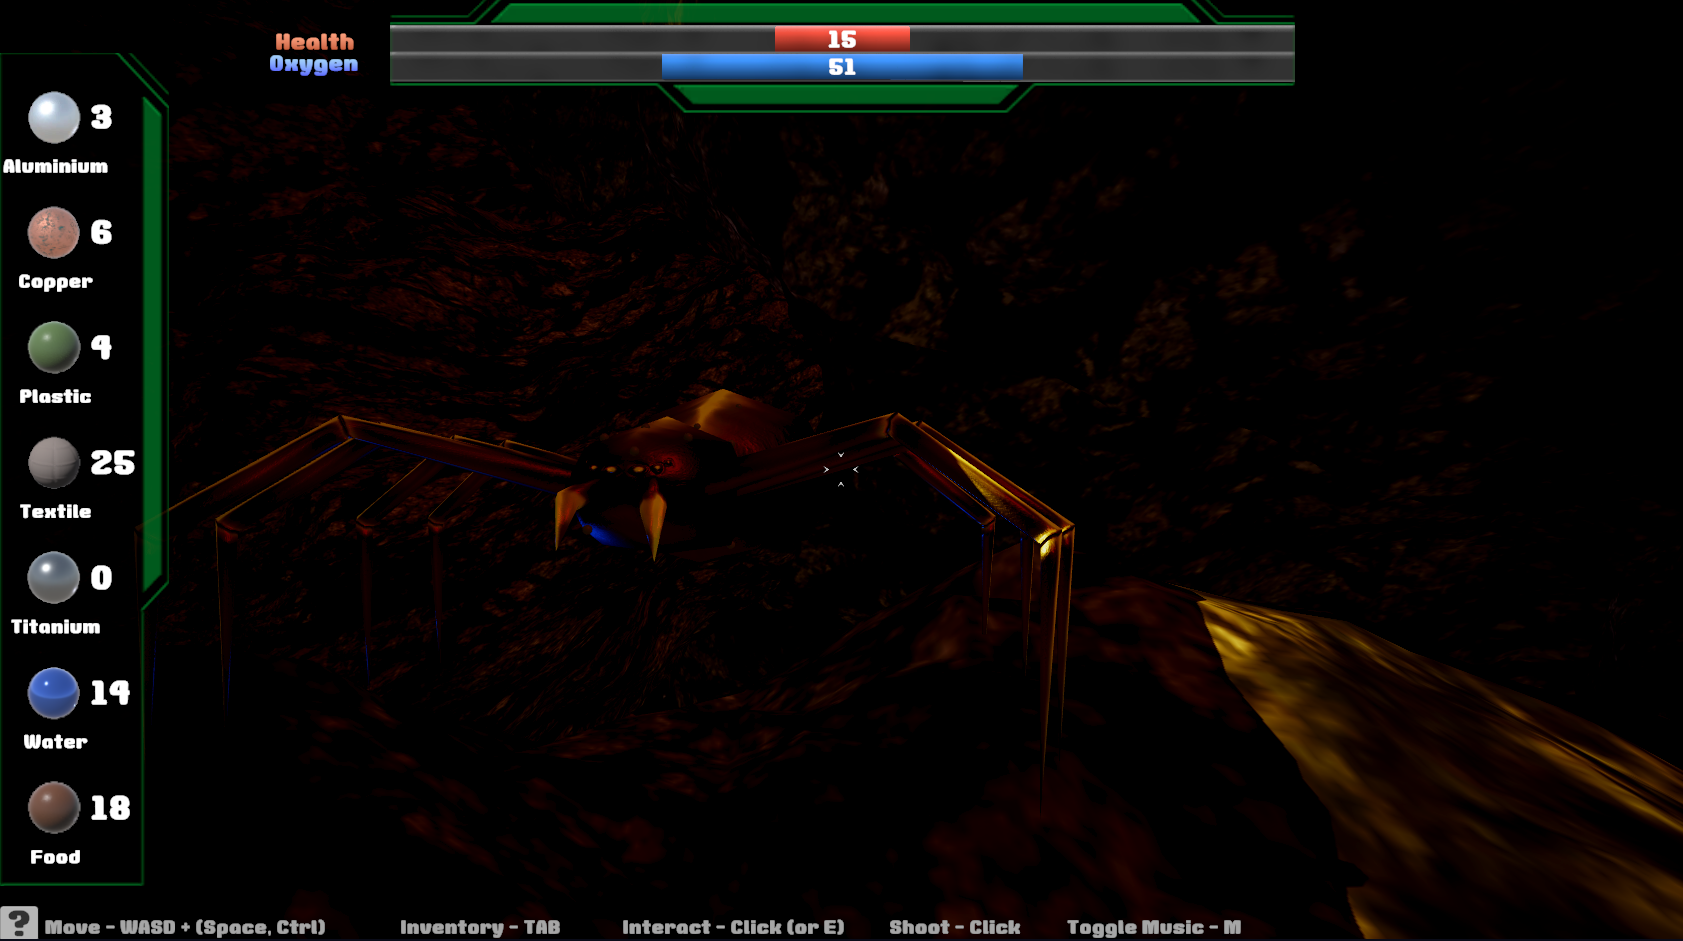 Health 15
Oxygen 51
3
Aluminium
6
Copper
4
Plastic
25
Textile
0
Titanium
14
Water
18
Food
? Move - WASD + (Space, Ctrl) Inventory - TAB Interact - Click (or E) Shoot - Click Toggle Music - M